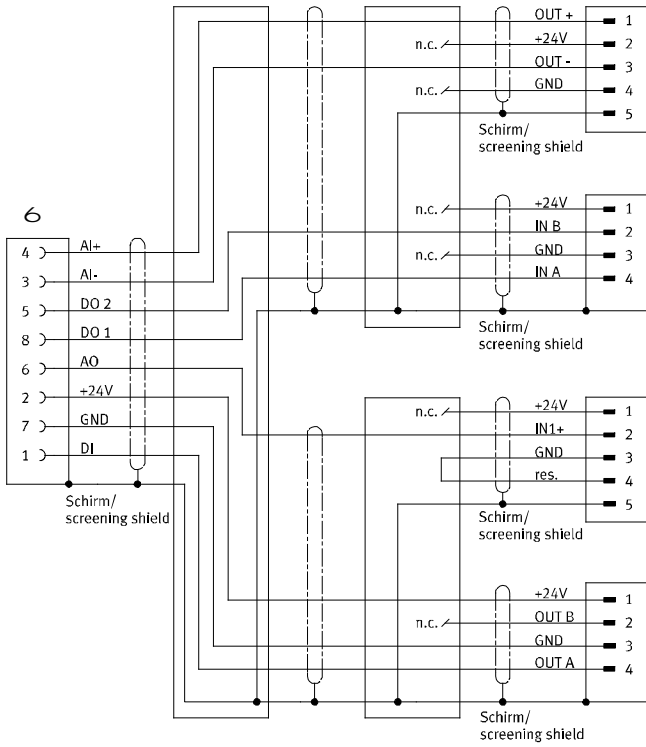 OUT + 1
n.c. +24V 2
OUT - 3
n.c. GND 4
5
Schirm/
screening shield
n.c. +24V 1
IN B 2
n.c. GND 3
IN A 4
Schirm/
screening shield
6
4 AI+
3 AI-
5 DO 2
8 DO 1
6 AO
2 +24V
7 GND
1 DI
Schirm/
screening shield
n.c. +24V 1
IN1+ 2
GND 3
res. 4
5
Schirm/
screening shield
+24V 1
n.c. OUT B 2
GND 3
OUT A 4
Schirm/
screening shield